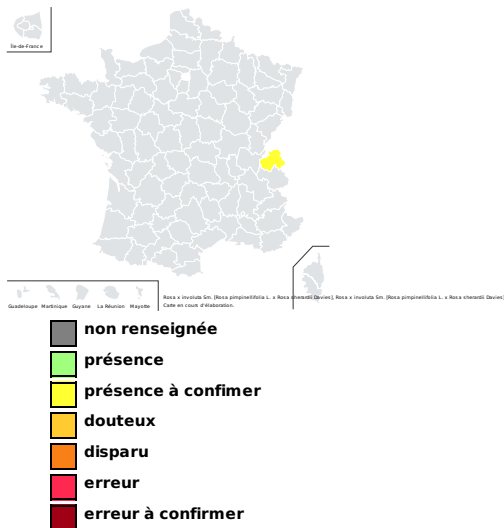 Île-de-France
Guadeloupe Martinique Guyane La Réunion Mayotte
Rosa x involuta Sm. [Rosa pimpinellifolia L. x Rosa sherardii Davies], Rosa x involuta Sm. [Rosa pimpinellifolia L. x Rosa sherardii Davies]
Carte en cours d'élaboration.
non renseignée
présence
présence à confimer
douteux
disparu
erreur
erreur à confirmer